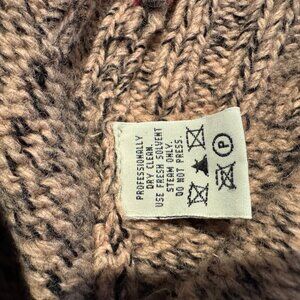 PROFESSIONALLY
DRY CLEAN.
USE FRESH SOLVENT
STEAM ONLY.
DO NOT PRESS.
P